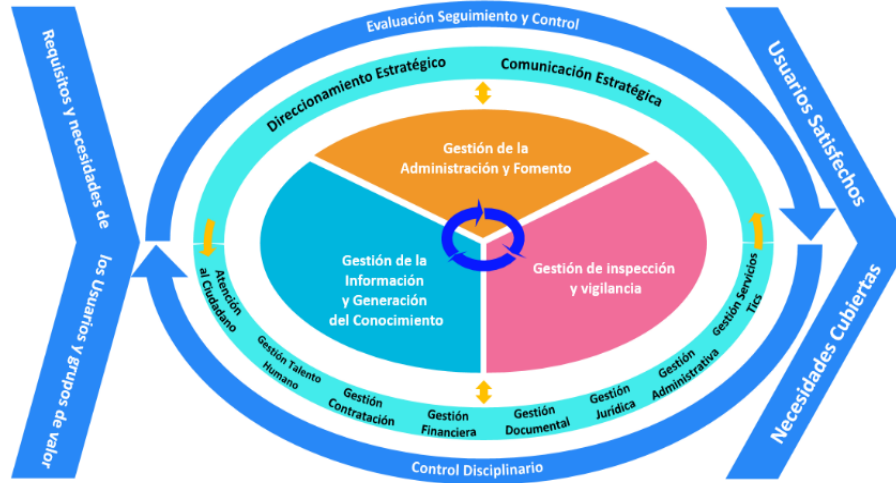 Evaluación Seguimiento y Control
Requisitos y necesidades de
los Usuarios y grupos de valor
Direccionamiento Estratégico
Comunicación Estratégica
Gestión de la
Administración y Fomento
Gestión de la
Información
y Generación
del Conocimiento
Gestión de inspección
y vigilancia
Atención
al Ciudadano
Gestión Talento
Humano
Gestión
Contratación
Gestión
Financiera
Gestión
Documental
Gestión
Jurídica
Gestión
Administrativa
Gestión Servicios
Tics
Control Disciplinario
Usuarios Satisfechos
Necesidades Cubiertas